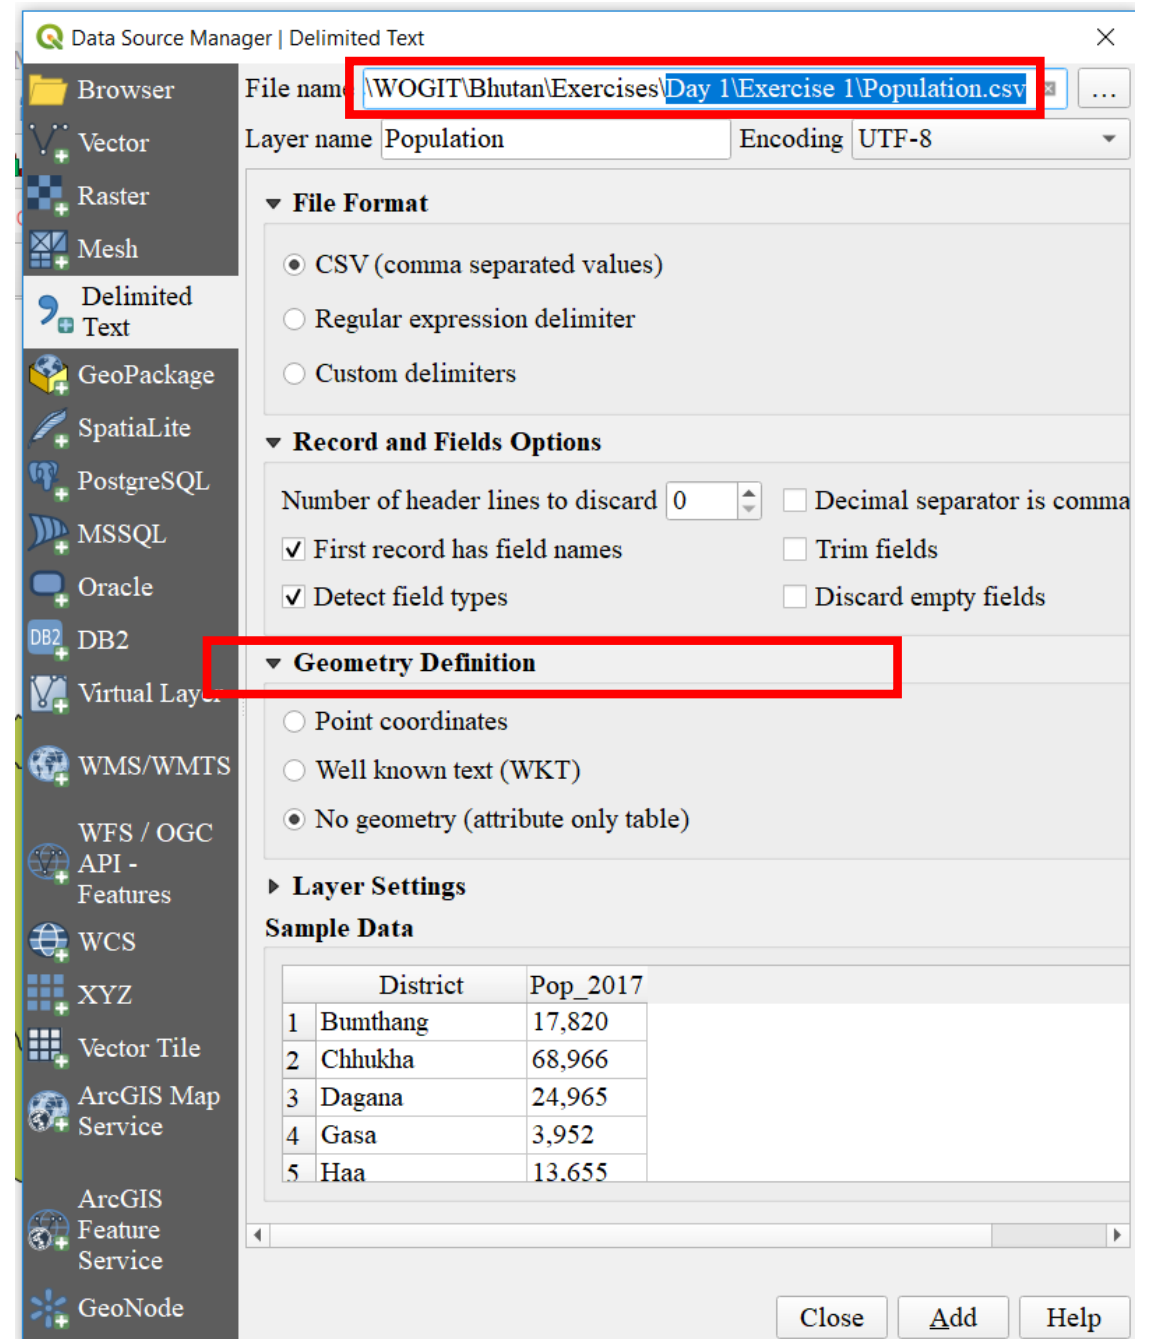 Data Source Manager | Delimited Text
Browser
Vector
Raster
Mesh
Delimited
Text
GeoPackage
SpatiaLite
PostgreSQL
MSSQL
Oracle
DB2
DB2
Virtual Layer
WMS/WMTS
WFS / OGC
API -
Features
WCS
XYZ
Vector Tile
ArcGIS Map
Service
ArcGIS
Feature
Service
GeoNode
File name \WOGIT\Bhutan\Exercises\Day 1\Exercise 1\Population.csv ...
Layer name Population Encoding UTF-8
File Format
CSV (comma separated values)
Regular expression delimiter
Custom delimiters
Record and Fields Options
Number of header lines to discard 0 Decimal separator is comma
First record has field names Trim fields
Detect field types Discard empty fields
Geometry Definition
Point coordinates
Well known text (WKT)
No geometry (attribute only table)
Layer Settings
Sample Data
District Pop_2017
1 Bumthang 17,820
2 Chhukha 68,966
3 Dagana 24,965
4 Gasa 3,952
5 Haa 13,655
Close Add Help